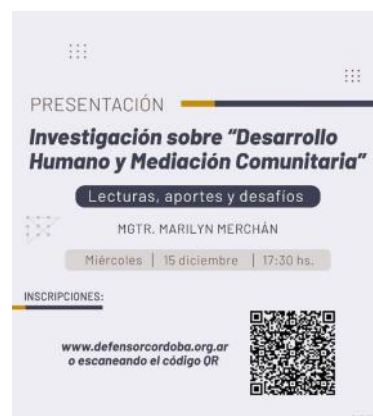 PRESENTACIÓN
Investigación sobre “Desarrollo
Humano y Mediación Comunitaria”
Lecturas, aportes y desafíos
MGTR. MARILYN MERCHÁN
Miércoles | 15 diciembre | 17:30 hs.
INSCRIPCIONES:
www.defensorcordoba.org.ar
o escaneando el código QR